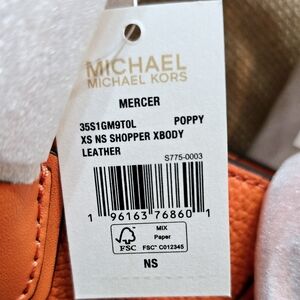 MICHAEL
MICHAEL KORS
MERCER
35S1GM9T0L POPPY
XS NS SHOPPER XBODY
LEATHER
S775-0003
1 96163 76860 1
FSC
MIX
Paper
FSC™ C012345
NS